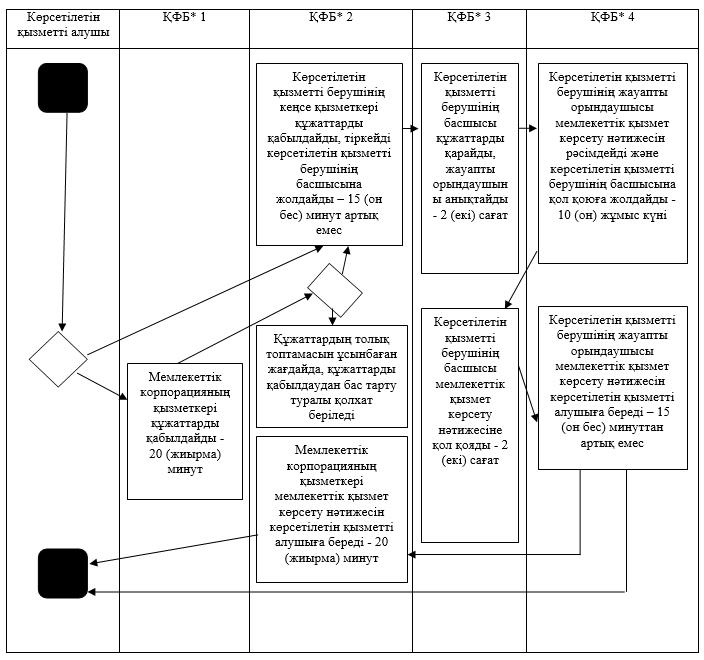 Көрсетілетін
қызметті алушы
ҚФБ* 1
ҚФБ* 2
ҚФБ* 3
ҚФБ* 4
Көрсетілетін
қызметті берушінің
кеңсе қызметкері
құжаттарды
қабылдайды, тіркейді
көрсетілетін қызметті
берушінің
басшысына
жолдайды – 15 (он
бес) минут артық
емес
Көрсетілетін
қызметті
берушінің
басшысы
құжаттарды
қарайды,
жауапты
орындаушын
ы анықтайды
- 2 (екі) сағат
Көрсетілетін қызметті
берушінің жауапты
орындаушысы
мемлекеттік қызмет
көрсету нәтижесін
рәсімдейді және
көрсетілетін қызметті
берушінің басшысына
қол қоюға жолдайды -
10 (он) жұмыс күні
Мемлекеттік
корпорацияның
қызметкері
құжаттарды
қабылдайды -
20 (жиырма)
минут
Құжаттардың толық
топтамасын ұсынбаған
жағдайда, құжаттарды
қабылдаудан бас тарту
туралы қолхат
беріледі
Көрсетілетін
қызметті
берушінің
басшысы
мемлекеттік
қызмет
көрсету
нәтижесіне
қол қояды - 2
(екі) сағат
Көрсетілетін қызметті
берушінің жауапты
орындаушысы
мемлекеттік қызмет
көрсету нәтижесін
көрсетілетін қызметті
алушыға береді – 15
(он бес) минуттан
артық емес
Мемлекеттік
корпорацияның
қызметкері
мемлекеттік қызмет
көрсету нәтижесін
көрсетілетін қызметті
алушыға береді - 20
(жиырма) минут